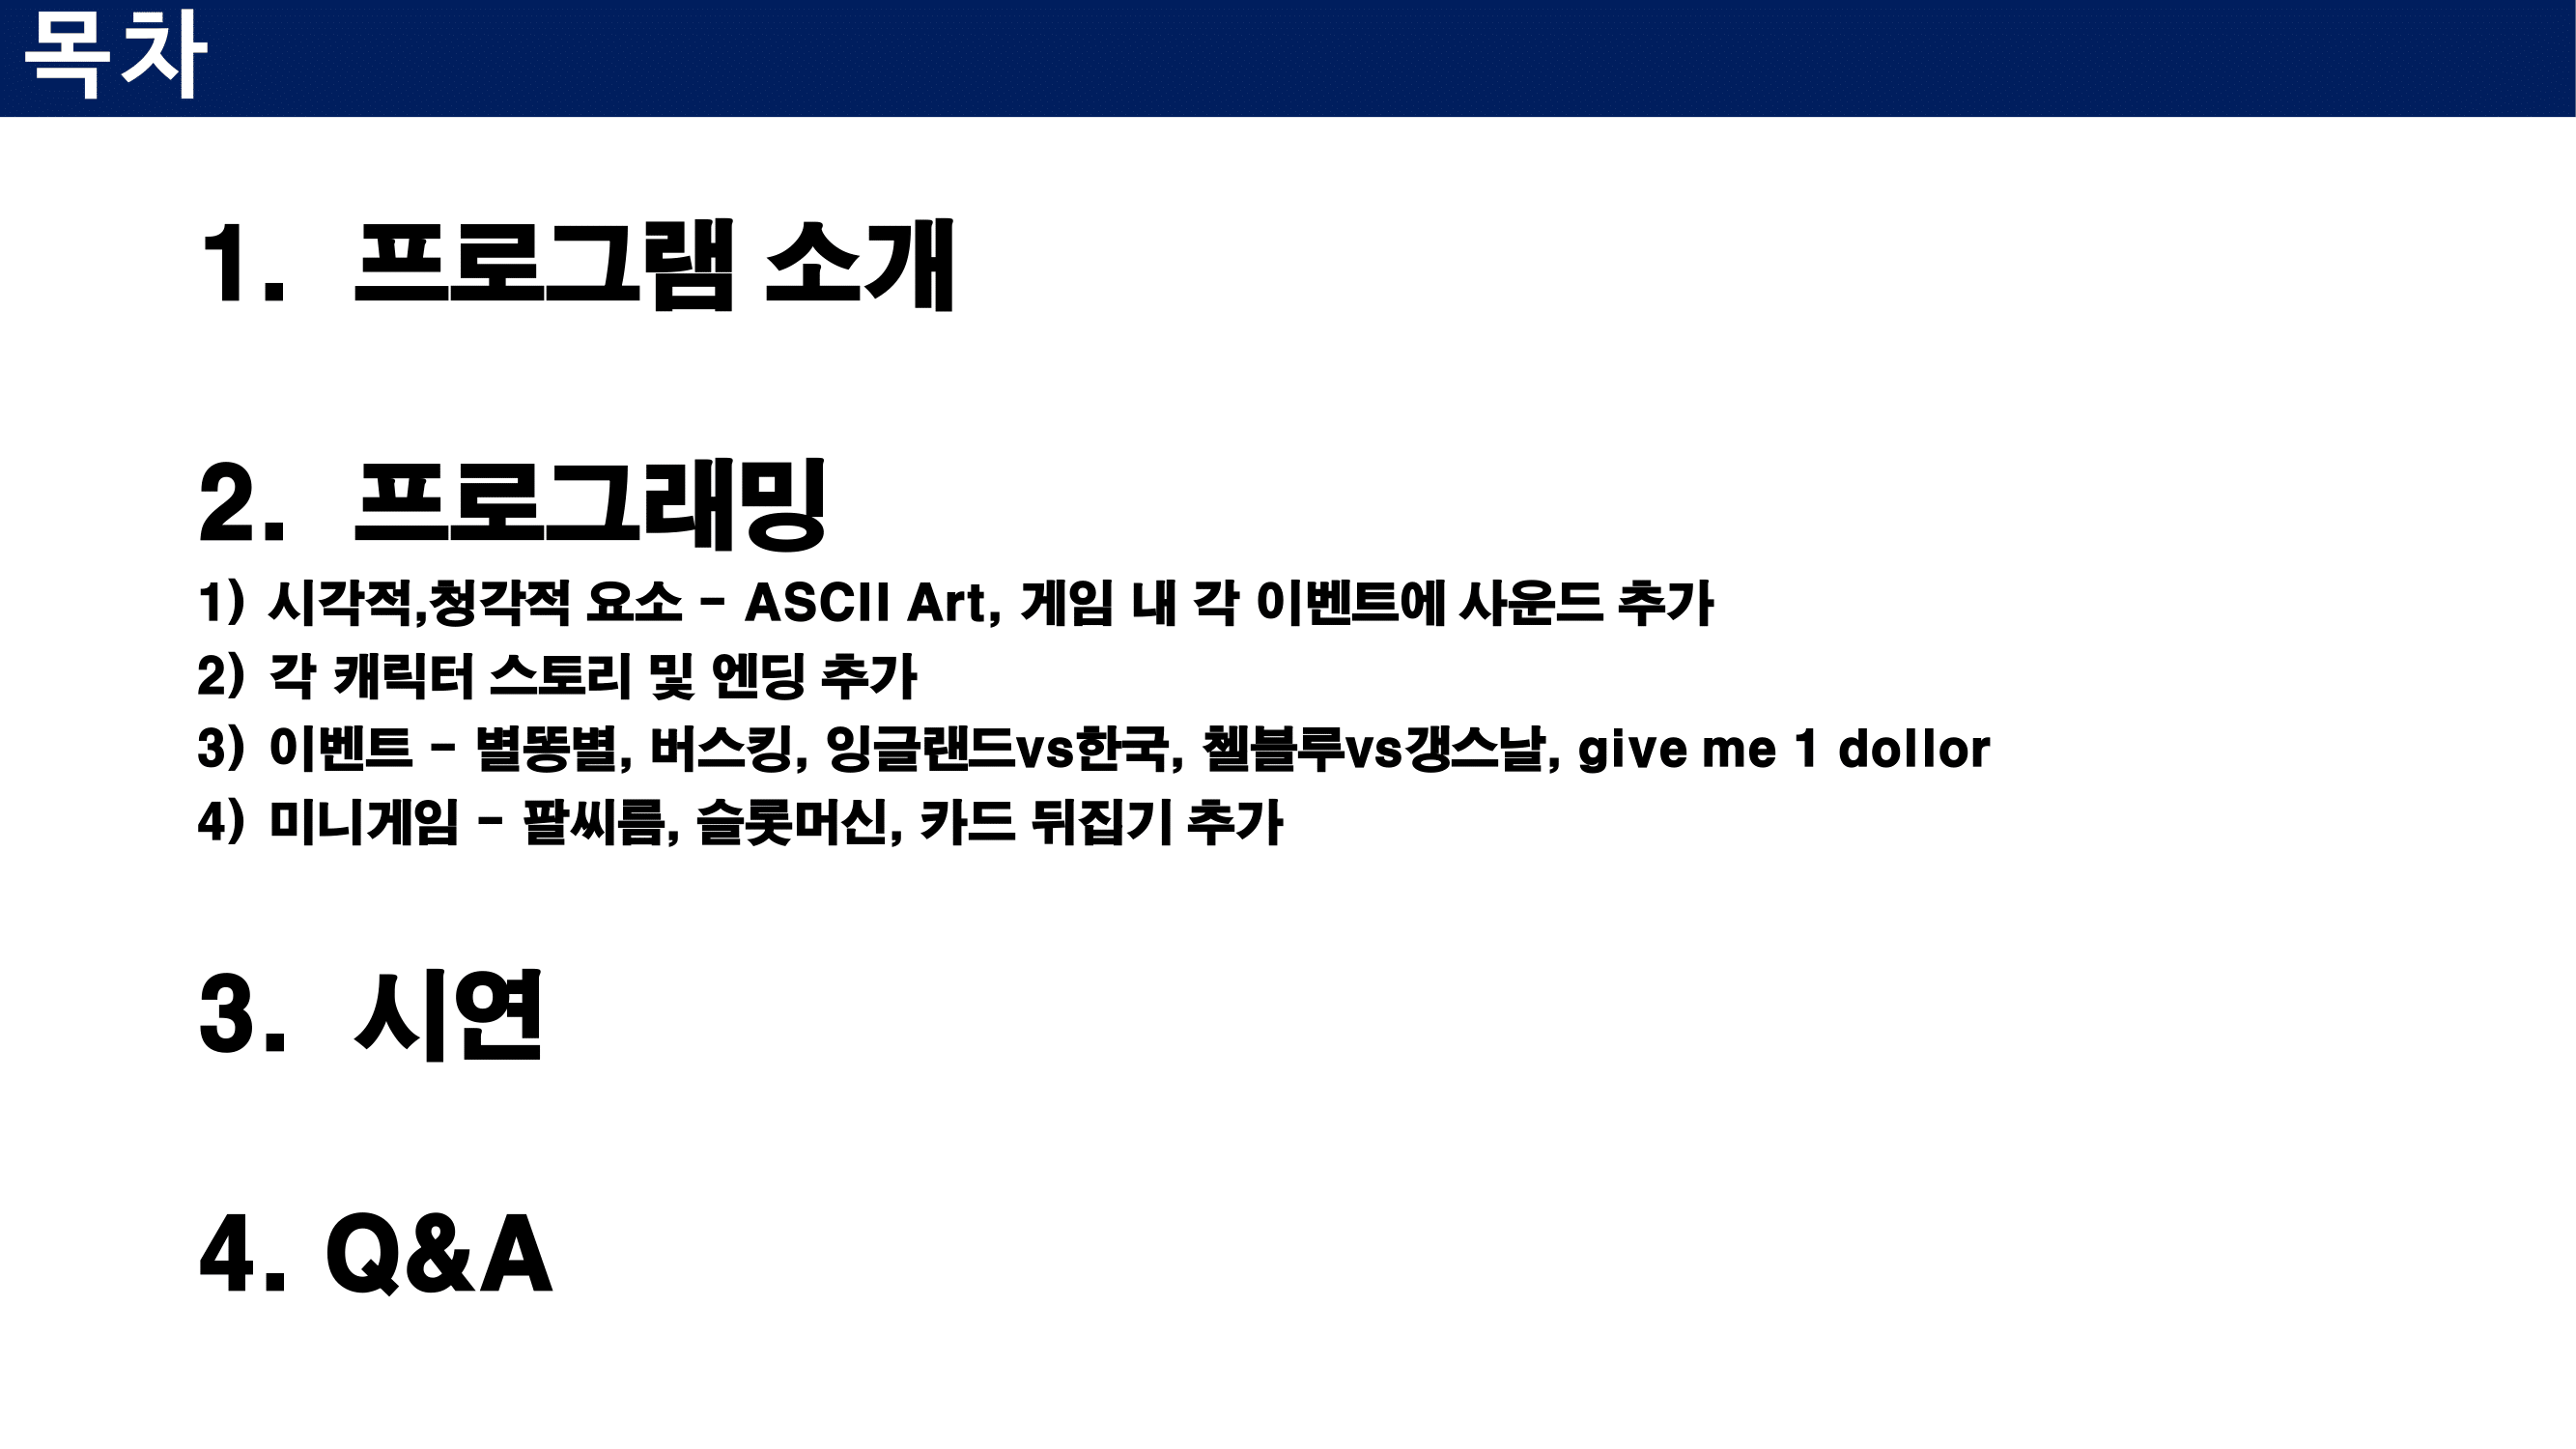 목차
1. 프로그램 소개
2. 프로그래밍
1) 시각적,청각적 요소 - ASCII Art, 게임 내 각 이벤트에 사운드 추가
2) 각 캐릭터 스토리 및 엔딩 추가
3) 이벤트 - 별똥별, 버스킹, 잉글랜드vs한국, 첼블루vs갱스날, give me 1 dollor
4) 미니게임 - 팔씨름, 슬롯머신, 카드 뒤집기 추가
3. 시연
4. Q&A